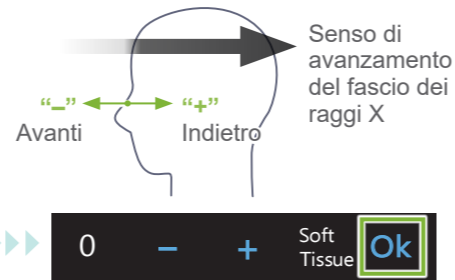 Senso di
avanzamento
del fascio dei
raggi X
“–” “+”
Avanti Indietro
0 – + Soft
Tissue Ok